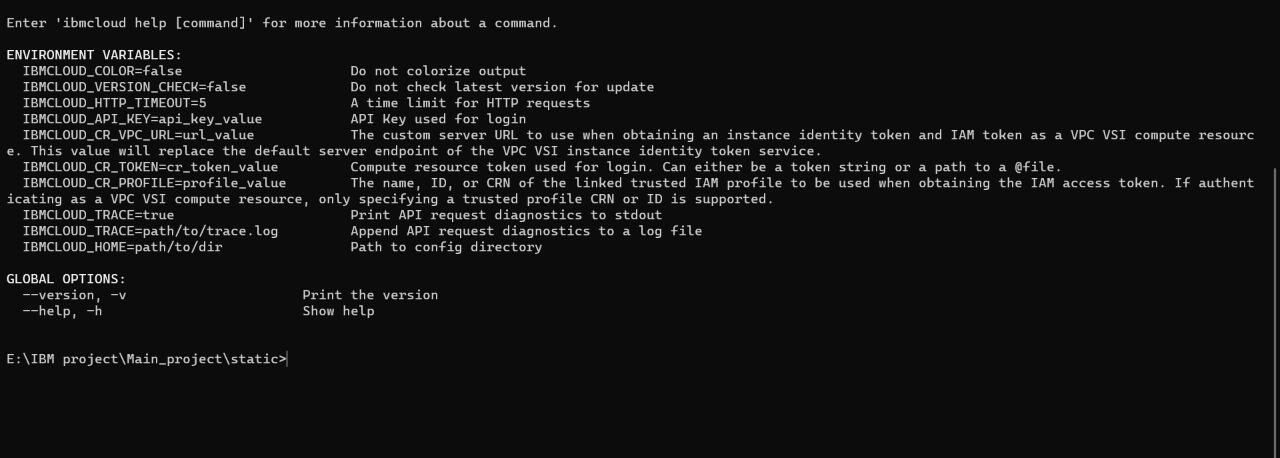 Enter 'ibmcloud help [command]' for more information about a command.
ENVIRONMENT VARIABLES:
IBMCLOUD_COLOR=false Do not colorize output
IBMCLOUD_VERSION_CHECK=false Do not check latest version for update
IBMCLOUD_HTTP_TIMEOUT=5 A time limit for HTTP requests
IBMCLOUD_API_KEY=api_key_value API Key used for login
IBMCLOUD_CR_VPC_URL=url_value The custom server URL to use when obtaining an instance identity token and IAM token as a VPC VSI compute resourc
e. This value will replace the default server endpoint of the VPC VSI instance identity token service.
IBMCLOUD_CR_TOKEN=cr_token_value Compute resource token used for login. Can either be a token string or a path to a @file.
IBMCLOUD_CR_PROFILE=profile_value The name, ID, or CRN of the linked trusted IAM profile to be used when obtaining the IAM access token. If authent
icating as a VPC VSI compute resource, only specifying a trusted profile CRN or ID is supported.
IBMCLOUD_TRACE=true Print API request diagnostics to stdout
IBMCLOUD_TRACE=path/to/trace.log Append API request diagnostics to a log file
IBMCLOUD_HOME=path/to/dir Path to config directory
GLOBAL OPTIONS:
--version, -v Print the version
--help, -h Show help
E:\IBM project\Main_project\static>